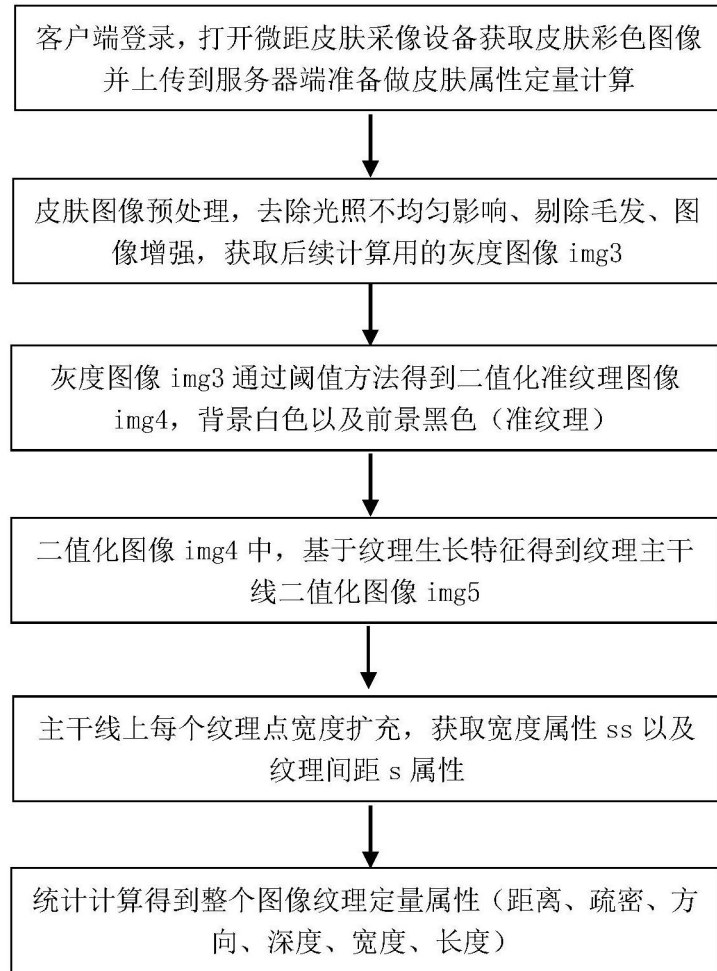 客户端登录，打开微距皮肤采像设备获取皮肤彩色图像
并上传到服务器端准备做皮肤属性定量计算
皮肤图像预处理，去除光照不均匀影响、剔除毛发、图
像增强，获取后续计算用的灰度图像 img3
灰度图像 img3 通过阈值方法得到二值化准纹理图像
img4，背景白色以及前景黑色（准纹理）
二值化图像 img4 中，基于纹理生长特征得到纹理主干
线二值化图像 img5
主干线上每个纹理点宽度扩充，获取宽度属性 ss 以及
纹理间距 s 属性
统计计算得到整个图像纹理定量属性（距离、疏密、方
向、深度、宽度、长度）